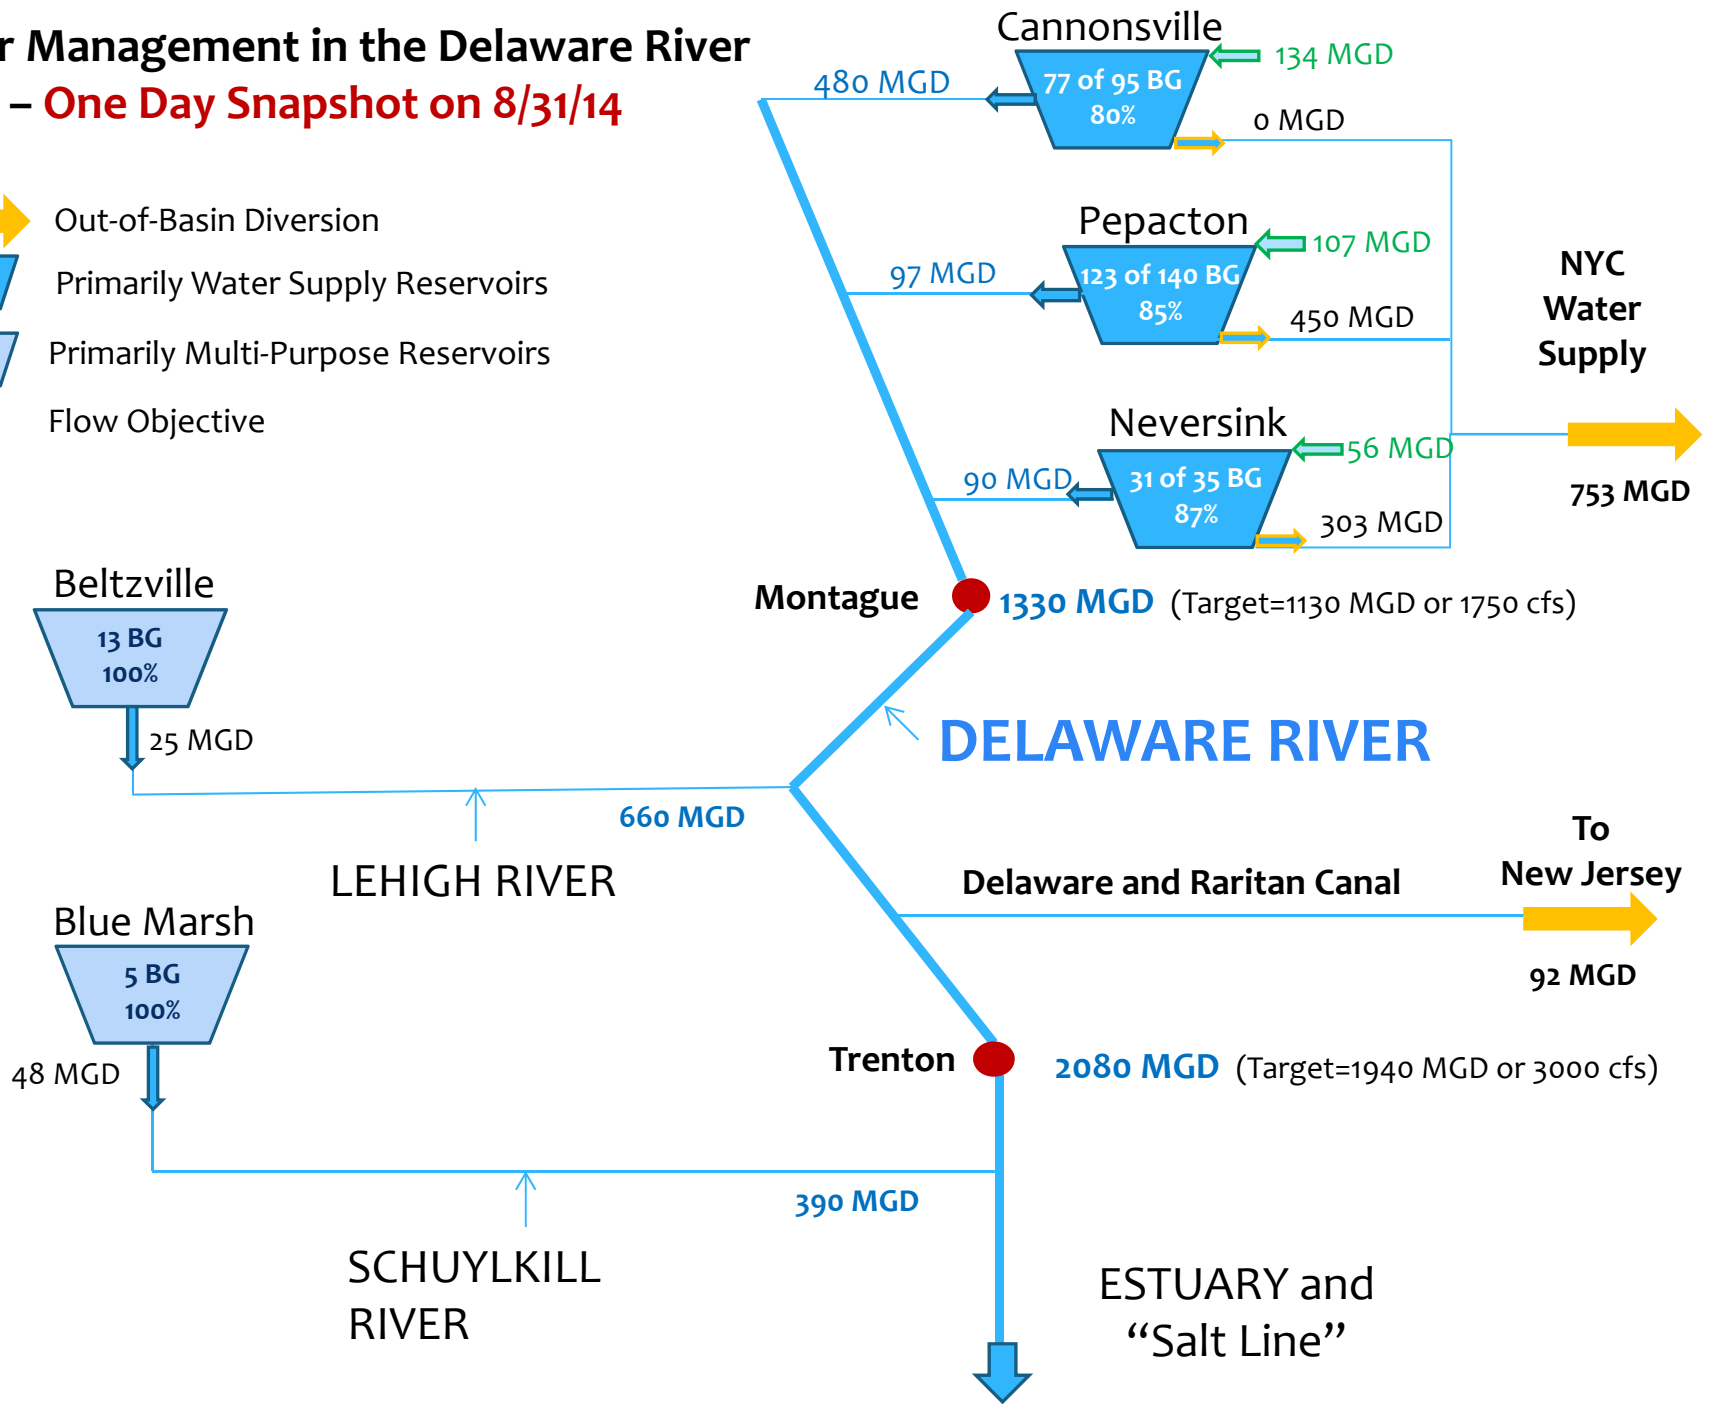 r Management in the Delaware River
– One Day Snapshot on 8/31/14
Out-of-Basin Diversion
Primarily Water Supply Reservoirs
Primarily Multi-Purpose Reservoirs
Flow Objective
Cannonsville
134 MGD
480 MGD
77 of 95 BG
80%
0 MGD
Pepacton
107 MGD
97 MGD
123 of 140 BG
85%
450 MGD
NYC
Water
Supply
Neversink
56 MGD
90 MGD
31 of 35 BG
87%
303 MGD
753 MGD
Montague
1330 MGD (Target=1130 MGD or 1750 cfs)
Beltzville
13 BG
100%
25 MGD
DELAWARE RIVER
660 MGD
LEHIGH RIVER
To
New Jersey
Delaware and Raritan Canal
92 MGD
Blue Marsh
5 BG
100%
48 MGD
Trenton
2080 MGD (Target=1940 MGD or 3000 cfs)
390 MGD
SCHUYLKILL
RIVER
ESTUARY and
“Salt Line”